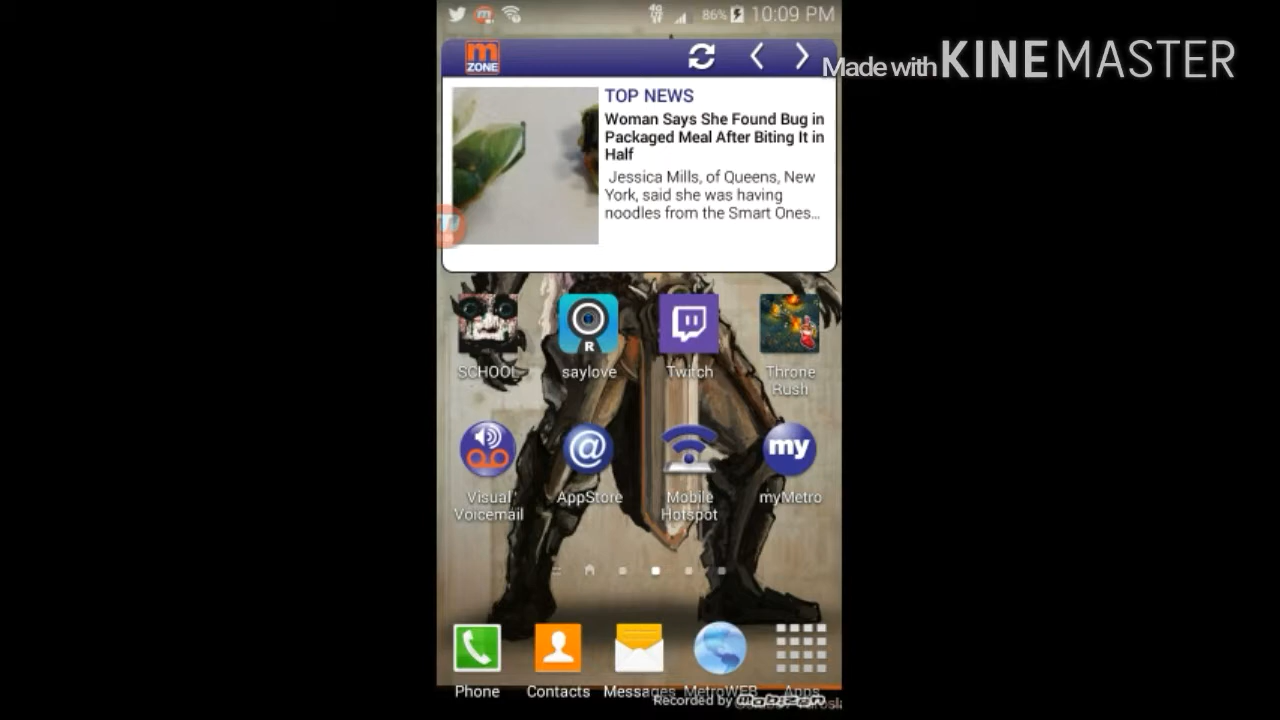 86% 10:09 PM
Made with KINEMASTER
m
ZONE
TOP NEWS
Woman Says She Found Bug in
Packaged Meal After Biting It in
Half
Jessica Mills, of Queens, New
York, said she was having
noodles from the Smart Ones...
R
SCHOOL
saylove
Twitch
Throne
Rush
@
my
Visual
Voicemail
AppStore
Mobile
Hotspot
myMetro
Phone
Contacts
Messages
MetroWEB
Apps
Recorded by